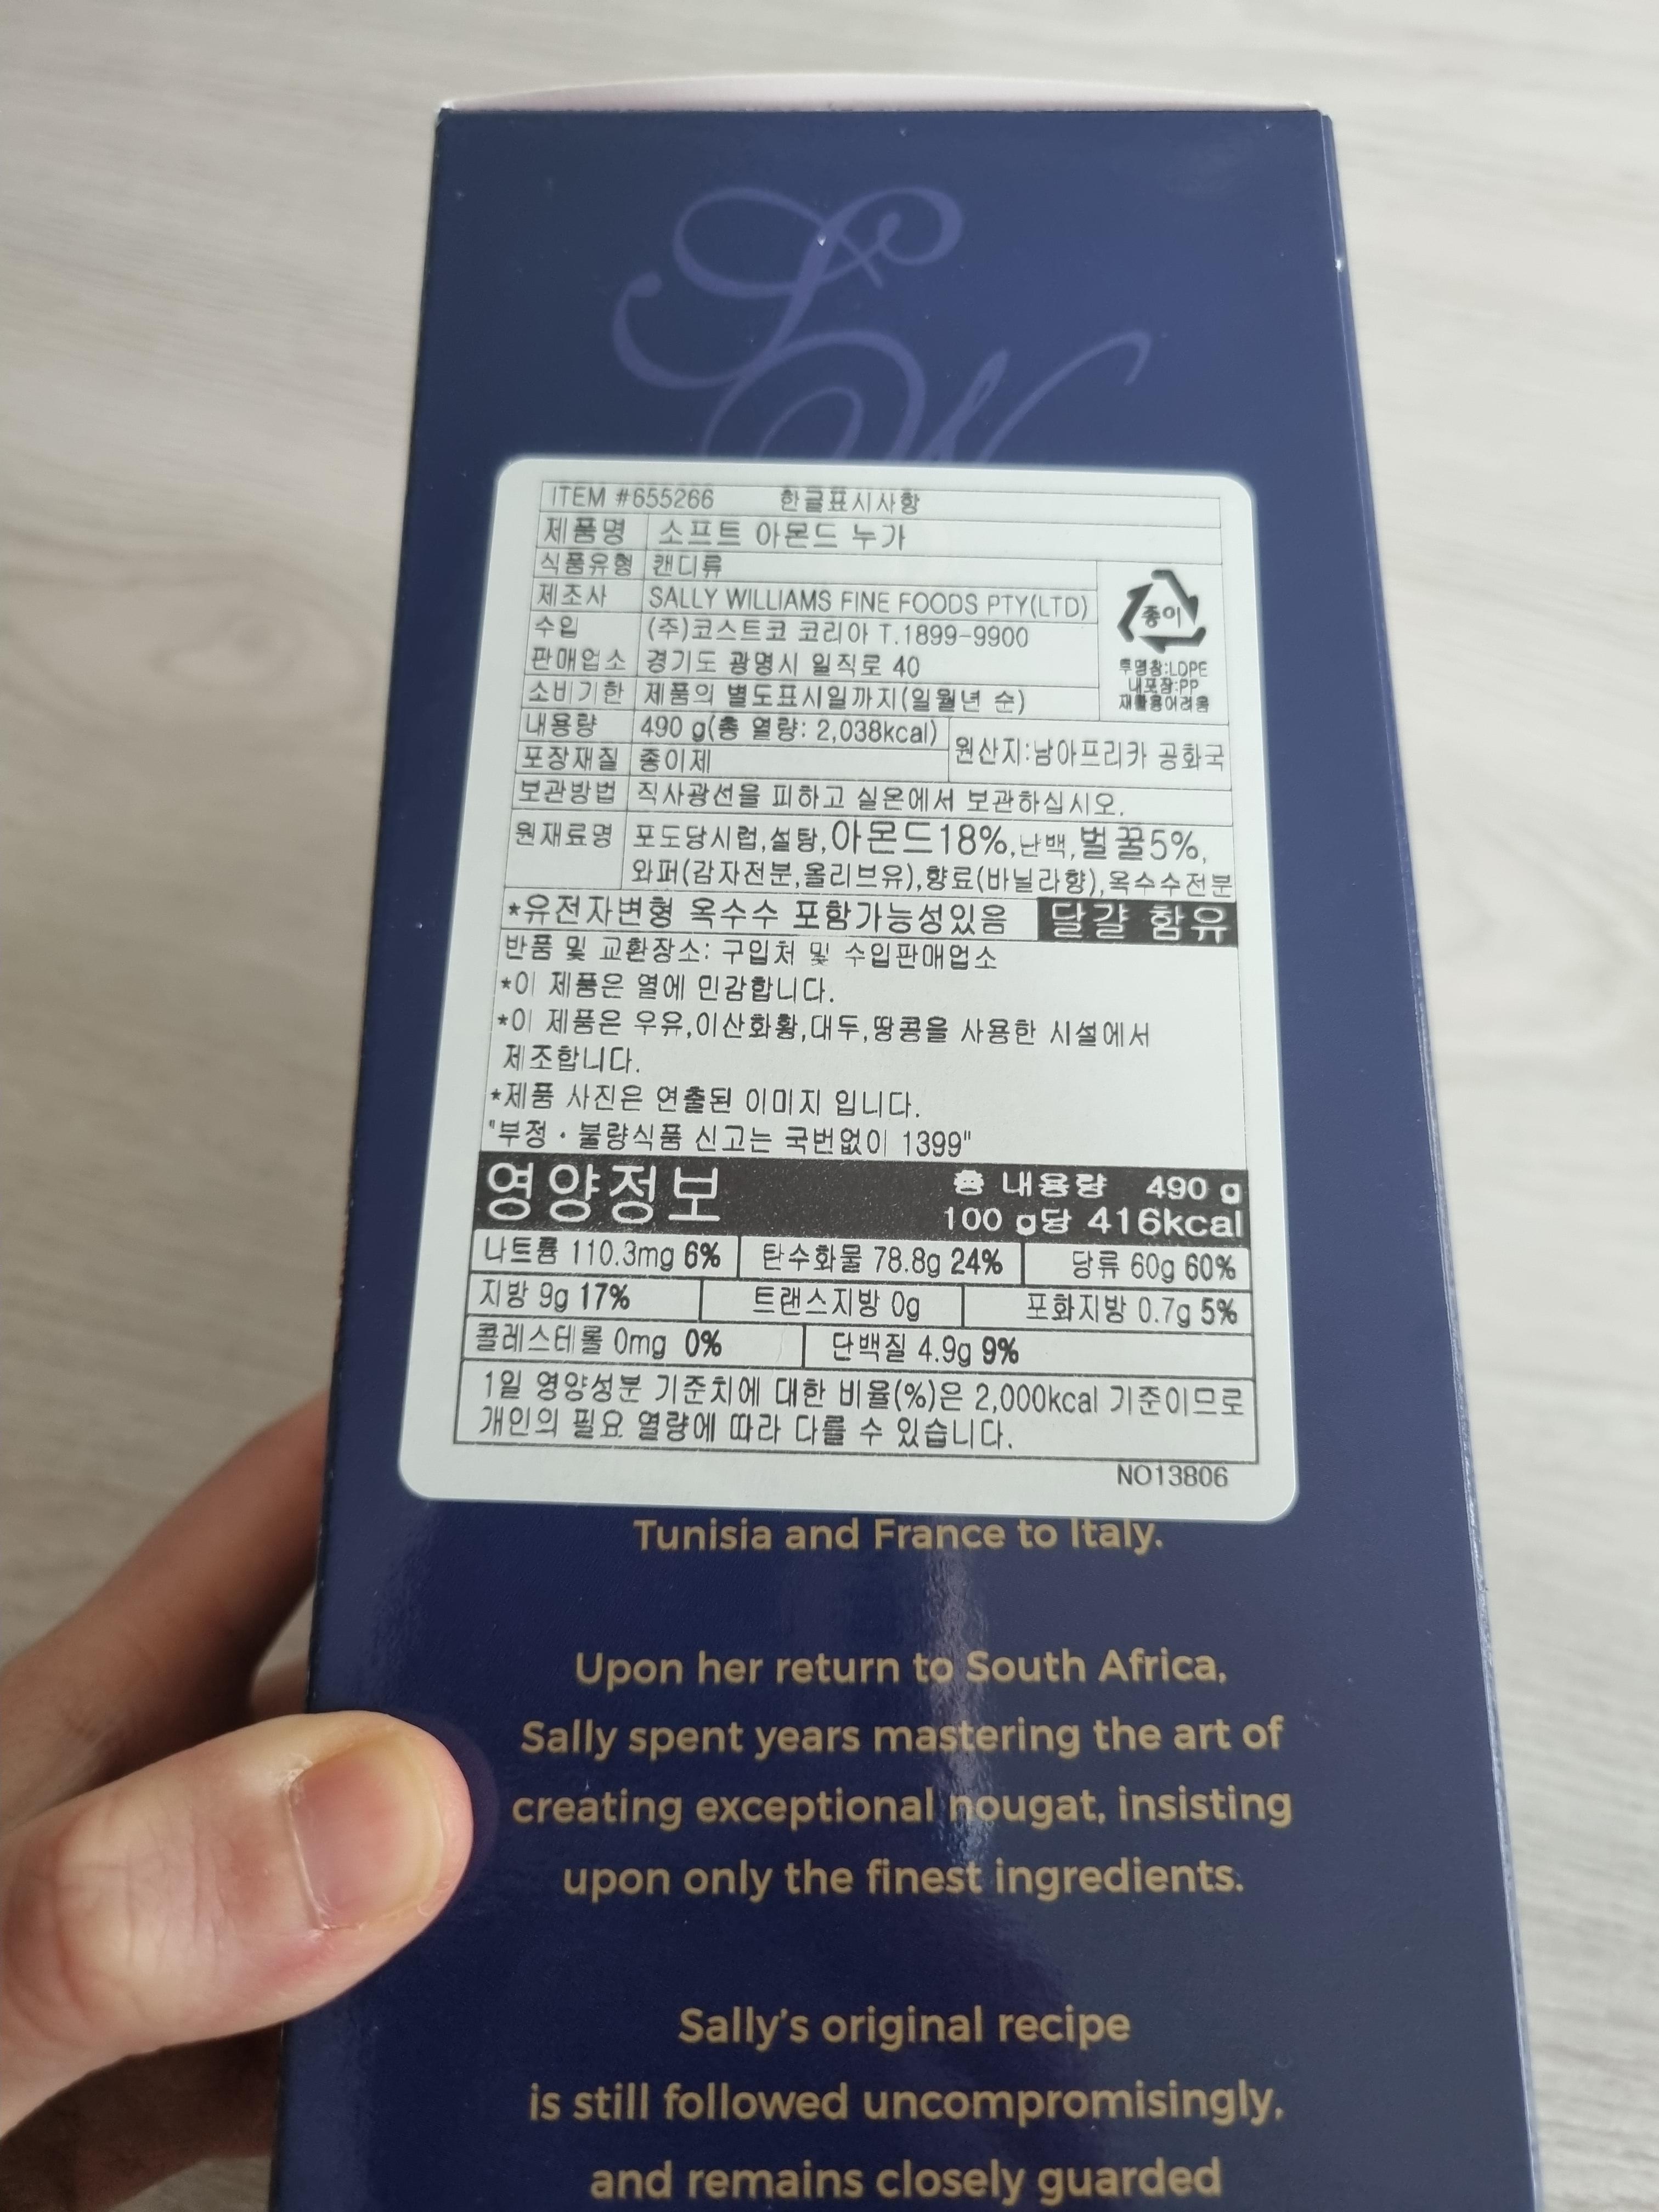 SW
ITEM #655266 한글표시사항
제품명 소프트 아몬드 누가
식품유형 캔디류
제조사 SALLY WILLIAMS FINE FOODS PTY(LTD)
수입 (주)코스트코 코리아 T.1899-9900
판매업소 경기도 광명시 일직로 40
소비기한 제품의 별도표시일까지(일월년 순)
종이
투명창:LDPE
내포장:PP
재활용어려움
내용량 490 g(총 열량: 2,038kcal)
포장재질 종이제
원산지:남아프리카 공화국
보관방법 직사광선을 피하고 실온에서 보관하십시오.
원재료명 포도당시럽,설탕,아몬드18%,난백,벌꿀5%,
와퍼(감자전분,올리브유),향료(바닐라향),옥수수전분
*유전자변형 옥수수 포함가능성있음 달걀 함유
반품 및 교환장소: 구입처 및 수입판매업소
*이 제품은 열에 민감합니다.
*이 제품은 우유,이산화황,대두,땅콩을 사용한 시설에서
제조합니다.
*제품 사진은 연출된 이미지 입니다.
"부정·불량식품 신고는 국번없이 1399"
영양정보 총 내용량 490 g
100 g당 416kcal
나트륨 110.3mg 6% 탄수화물 78.8g 24% 당류 60g 60%
지방 9g 17% 트랜스지방 0g 포화지방 0.7g 5%
콜레스테롤 0mg 0% 단백질 4.9g 9%
1일 영양성분 기준치에 대한 비율(%)은 2,000kcal 기준이므로
개인의 필요 열량에 따라 다를 수 있습니다.
NO13806
Tunisia and France to Italy.
Upon her return to South Africa,
Sally spent years mastering the art of
creating exceptional nougat, insisting
upon only the finest ingredients.
Sally's original recipe
is still followed uncompromisingly,
and remains closely guarded